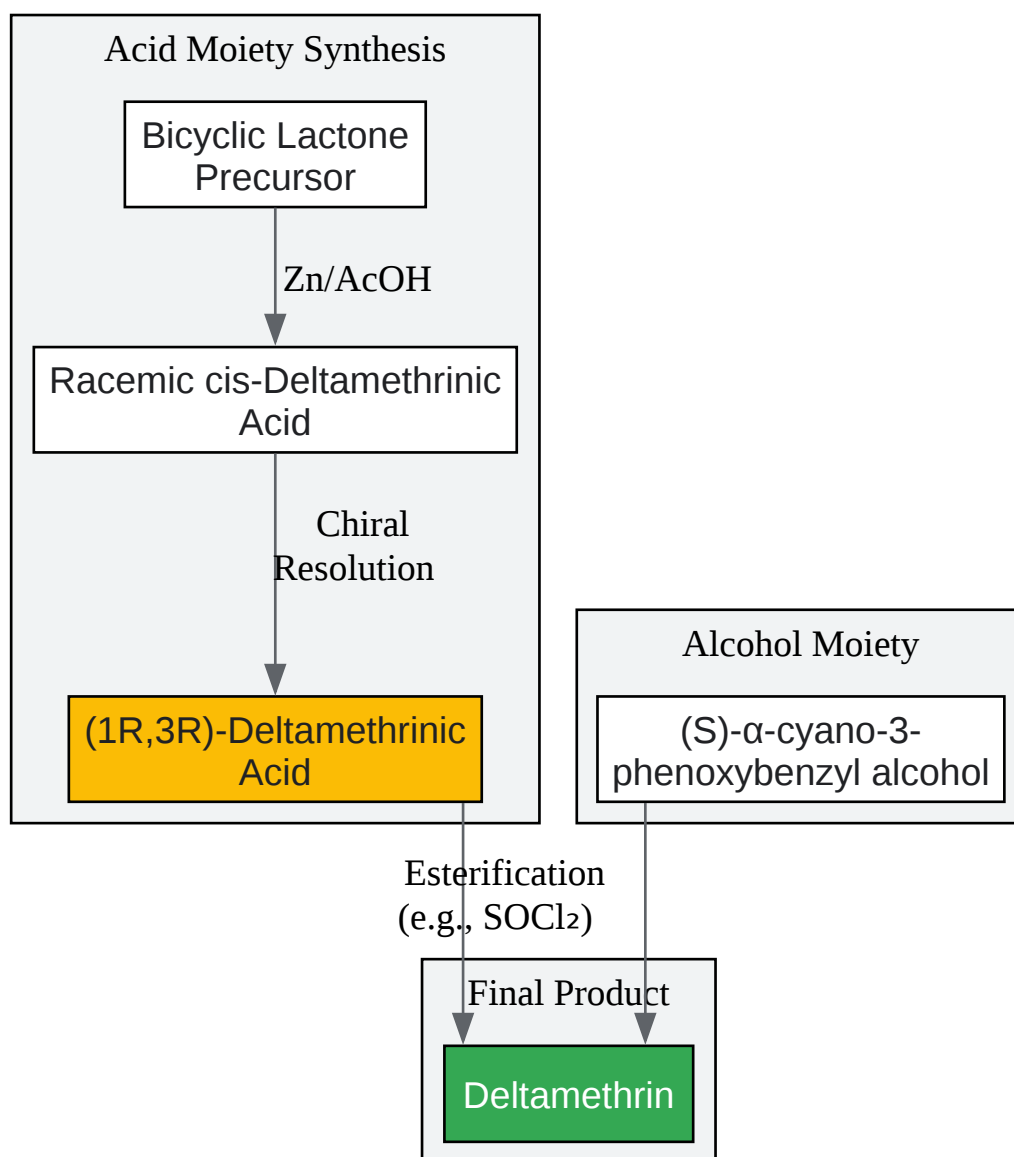 Acid Moiety Synthesis
Bicyclic Lactone
Precursor
Zn/AcOH
Racemic cis-Deltamethrinic
Acid
Chiral
Resolution
(1R,3R)-Deltamethrinic
Acid
Alcohol Moiety
(S)-α-cyano-3-
phenoxybenzyl alcohol
Esterification
(e.g., SOCl₂)
Final Product
Deltamethrin